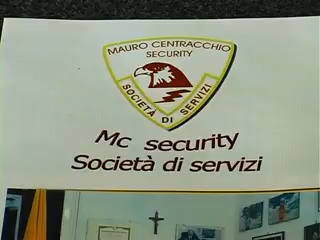 MAURO CENTRACCHIO
SECURITY
SOCIETÀ DI SERVIZI
Mc security
Società di servizi